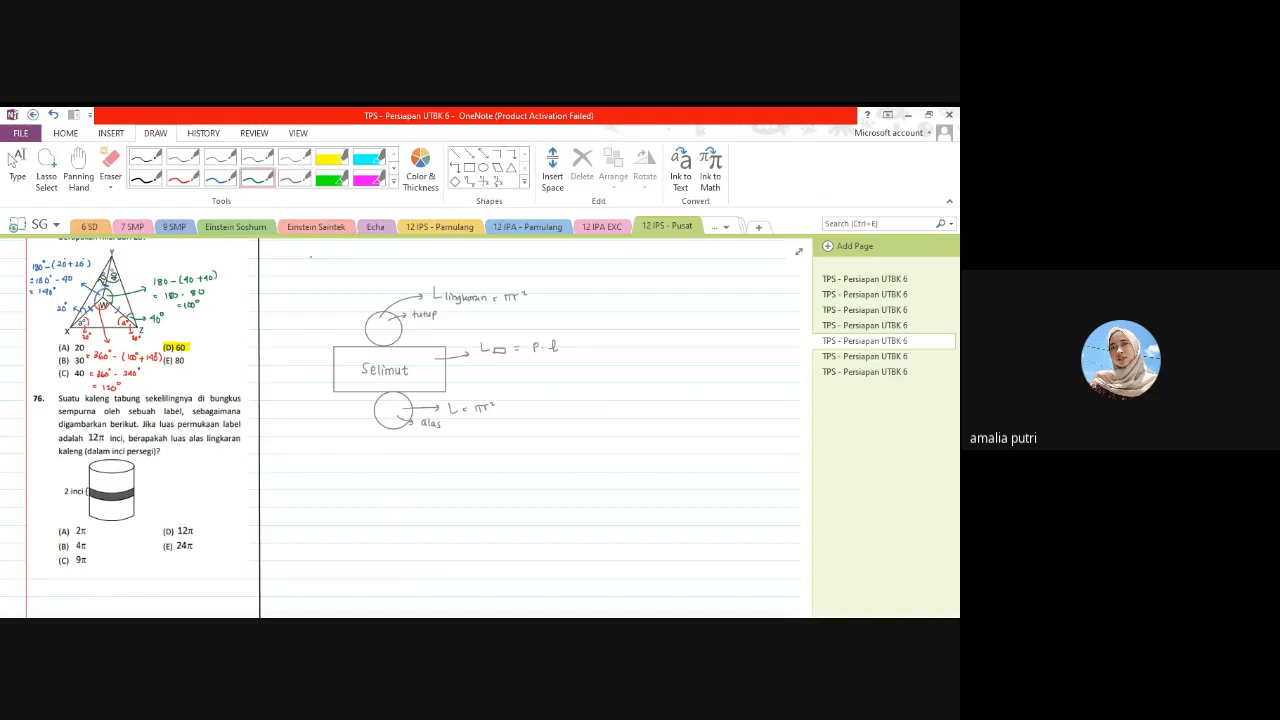 TPS - Persiapan UTBK 6 - OneNote (Product Activation Failed)
FILE HOME INSERT DRAW HISTORY REVIEW VIEW
Microsoft account
Type
Lasso Select
Panning Hand
Eraser
Color & Thickness
Insert Space
Delete
Arrange
Rotate
Ink to Text
Ink to Math
Tools
Shapes
Edit
Convert
SG
6 SD
7 SMP
9 SMP
Einstein Soshum
Einstein Saintek
Echa
12 IPS - Pamulang
12 IPA - Pamulang
12 IPA EXC
12 IPS - Pusat
...
Search (Ctrl+E)
Add Page
TPS - Persiapan UTBK 6
TPS - Persiapan UTBK 6
TPS - Persiapan UTBK 6
TPS - Persiapan UTBK 6
TPS - Persiapan UTBK 6
TPS - Persiapan UTBK 6
TPS - Persiapan UTBK 6
Y
180° - (20° + 20°)
= 180° - 40
= 140°
180 - (40 + 40)
= 180 - 80
= 100°
W
20°
40°
X
Z
(A) 20
(D) 60
(B) 30
= 360° - (100° + 140°)
(E) 80
(C) 40
= 360° - 240°
= 120°
76. Suatu kaleng tabung sekelilingnya di bungkus
sempurna oleh sebuah label, sebagaimana
digambarkan berikut. Jika luas permukaan label
adalah 12π inci, berapakah luas alas lingkaran
kaleng (dalam inci persegi)?
2 inci {
(A) 2π
(D) 12π
(B) 4π
(E) 24π
(C) 9π
L lingkaran = πr²
tutup
L▭ = p . l
Selimut
L = πr²
alas
amalia putri